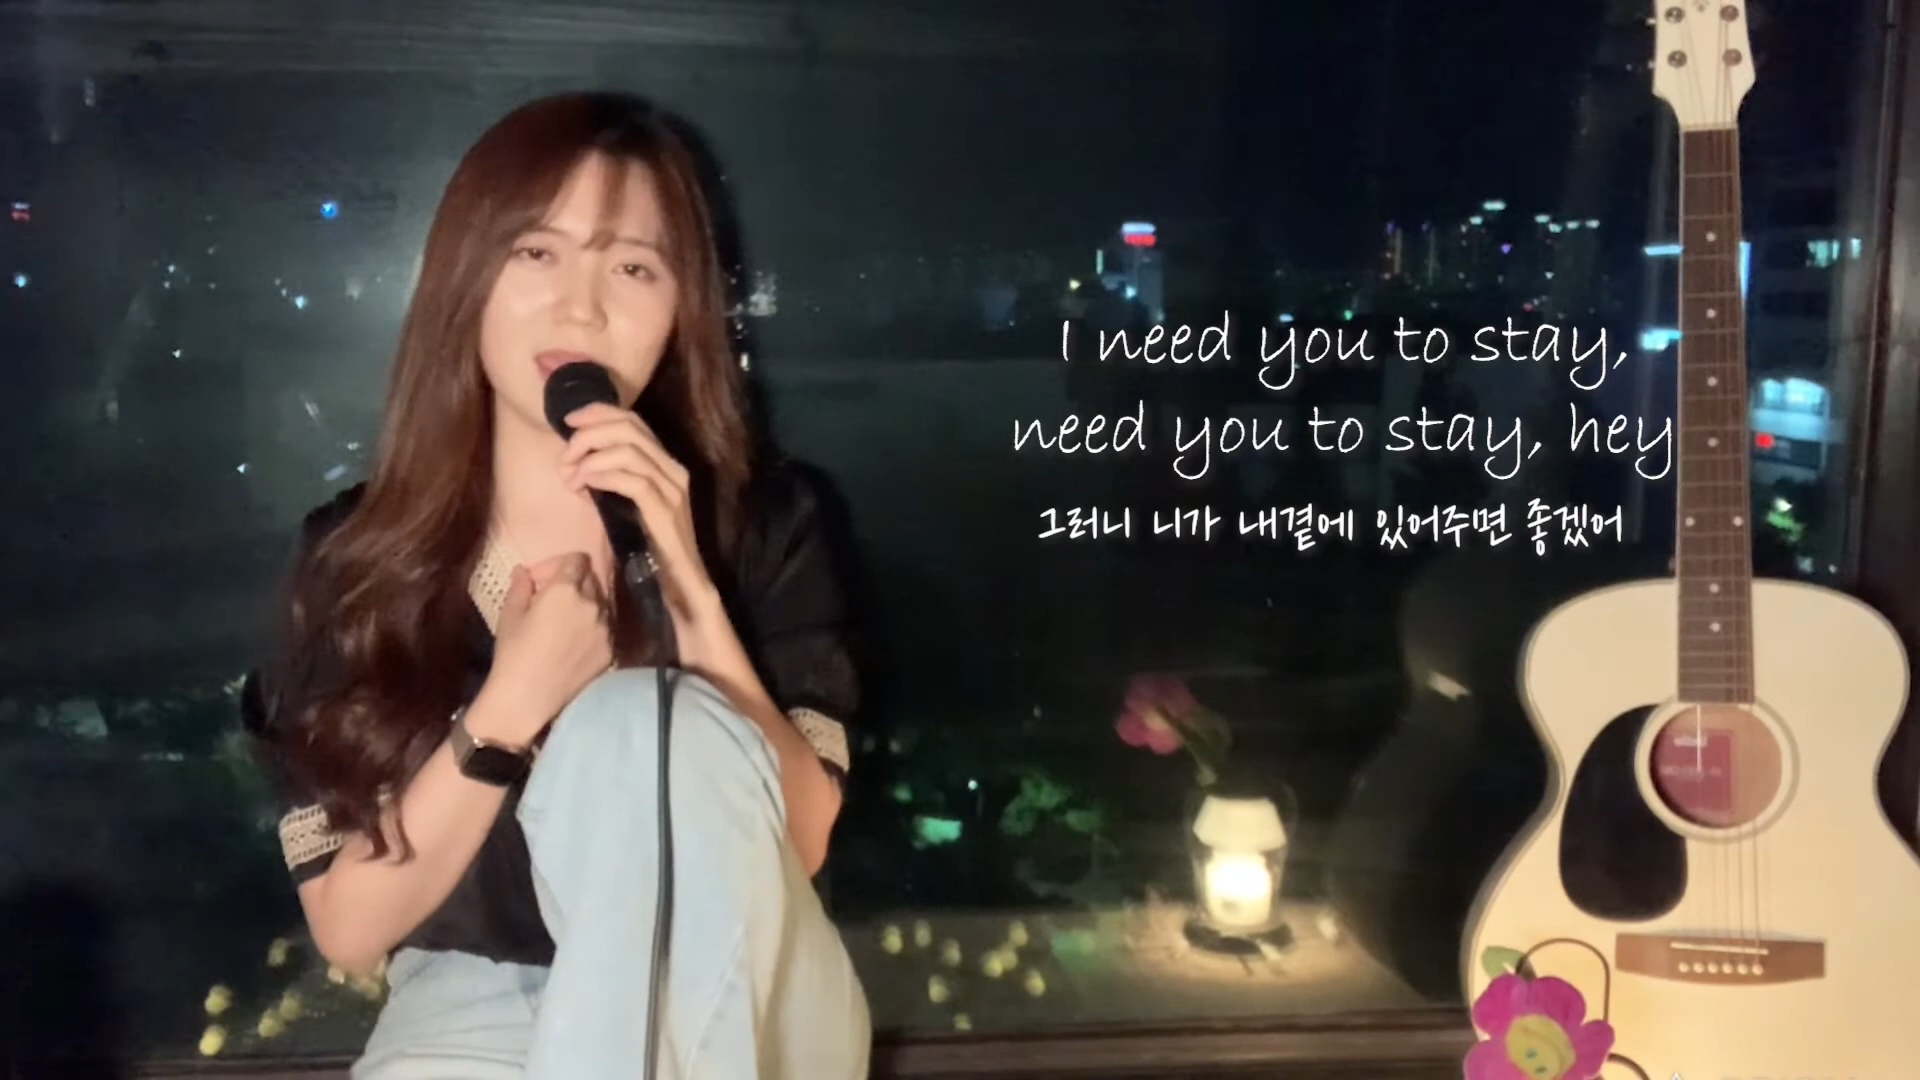 I need you to stay,
need you to stay, hey
그러니 니가 내곁에 있어주면 좋겠어